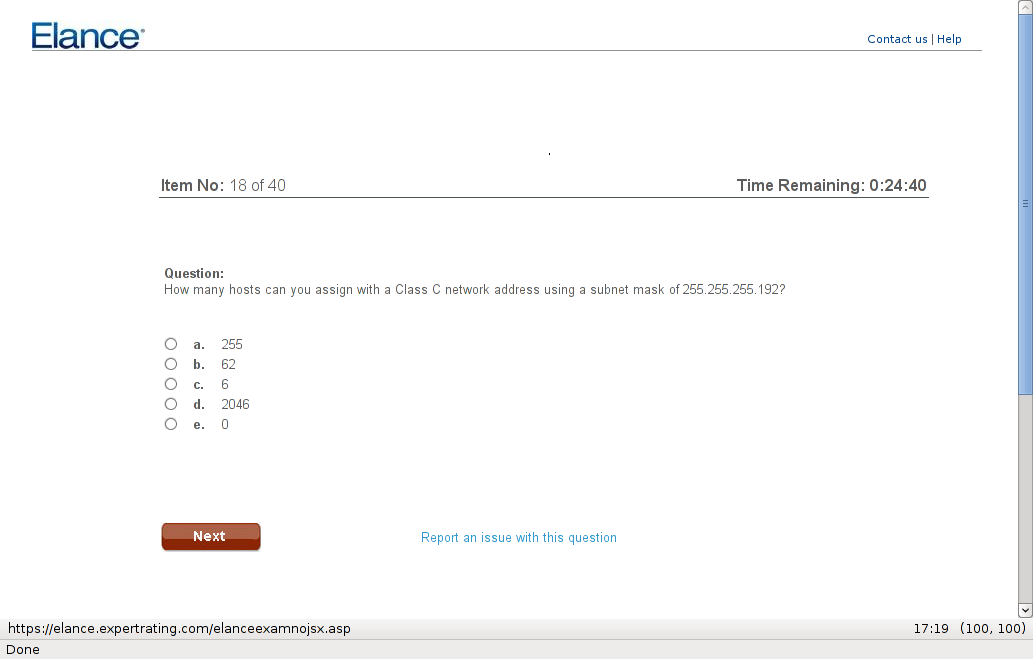 Elance®
Contact us | Help
Item No: 18 of 40
Time Remaining: 0:24:40
Question:
How many hosts can you assign with a Class C network address using a subnet mask of 255.255.255.192?
a. 255
b. 62
c. 6
d. 2046
e. 0
Next
Report an issue with this question
https://elance.expertrating.com/elanceexamnojsx.asp
17:19 (100, 100)
Done